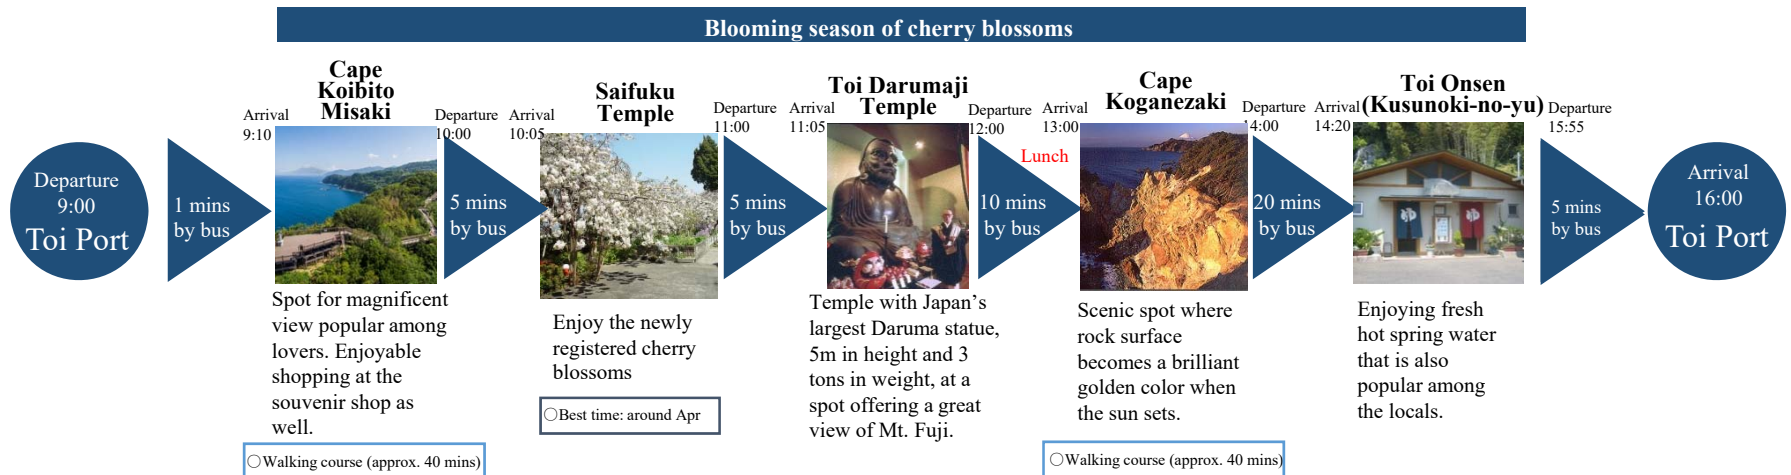 Blooming season of cherry blossoms
Departure
9:00
Toi Port
1 mins
by bus
Arrival
9:10
Cape
Koibito
Misaki
Departure
10:00
Spot for magnificent
view popular among
lovers. Enjoyable
shopping at the
souvenir shop as
well.
○Walking course (approx. 40 mins)
5 mins
by bus
Arrival
10:05
Saifuku
Temple
Departure
11:00
Enjoy the newly
registered cherry
blossoms
○Best time: around Apr
5 mins
by bus
Arrival
11:05
Toi Darumaji
Temple
Departure
12:00
Temple with Japan’s
largest Daruma statue,
5m in height and 3
tons in weight, at a
spot offering a great
view of Mt. Fuji.
Lunch
10 mins
by bus
Arrival
13:00
Cape
Koganezaki
Departure
14:00
Scenic spot where
rock surface
becomes a brilliant
golden color when
the sun sets.
○Walking course (approx. 40 mins)
20 mins
by bus
Arrival
14:20
Toi Onsen
(Kusunoki-no-yu)
Departure
15:55
Enjoying fresh
hot spring water
that is also
popular among
the locals.
5 mins
by bus
Arrival
16:00
Toi Port